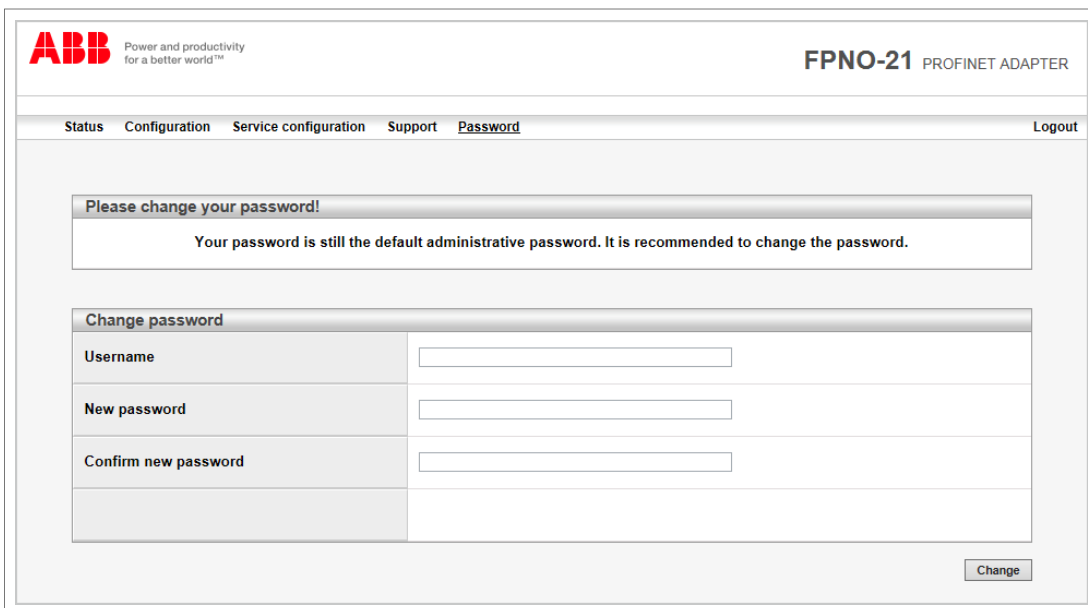 ABB
Power and productivity
for a better world™
FPNO-21 PROFINET ADAPTER
Status Configuration Service configuration Support Password Logout
Please change your password!
Your password is still the default administrative password. It is recommended to change the password.
Change password
Username
New password
Confirm new password
Change